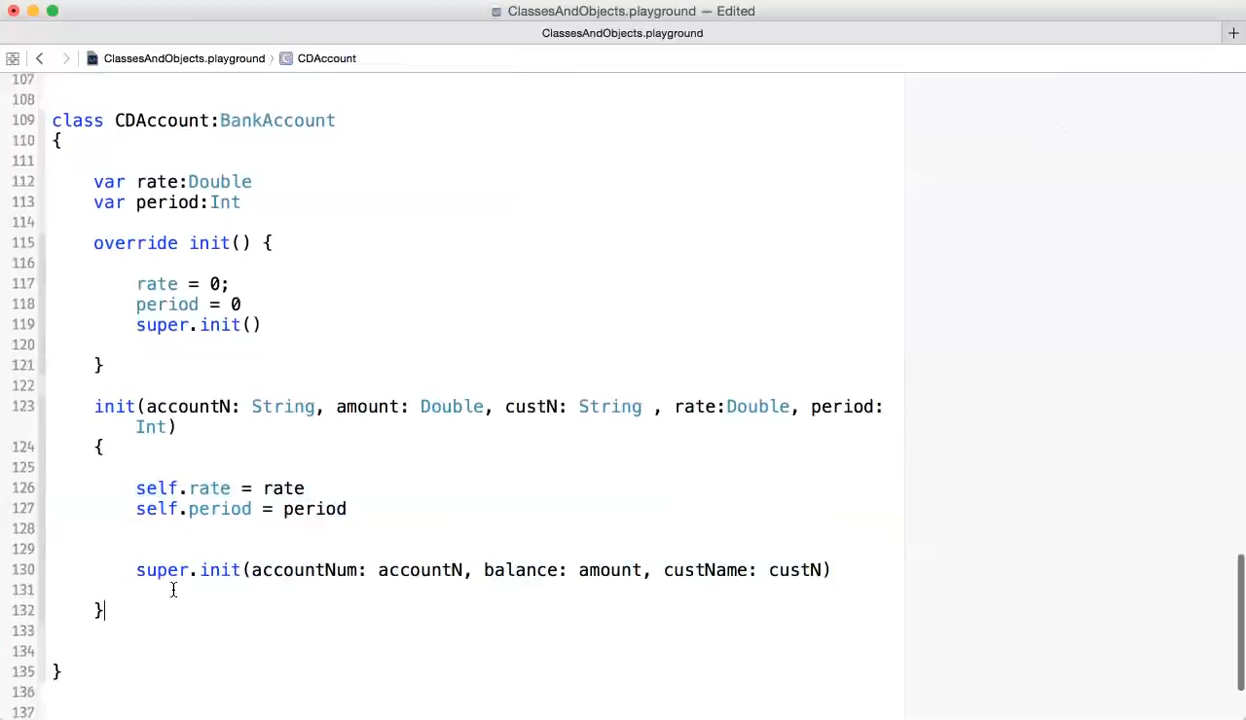 ClassesAndObjects.playground — Edited
ClassesAndObjects.playground
+
ClassesAndObjects.playground 〉 C CDAccount
107
108
109 class CDAccount:BankAccount
110 {
111
112 var rate:Double
113 var period:Int
114
115 override init() {
116
117 rate = 0;
118 period = 0
119 super.init()
120
121 }
122
123 init(accountN: String, amount: Double, custN: String , rate:Double, period:
Int)
124 {
125
126 self.rate = rate
127 self.period = period
128
129
130 super.init(accountNum: accountN, balance: amount, custName: custN)
131
132 }
133
134
135 }
136
137